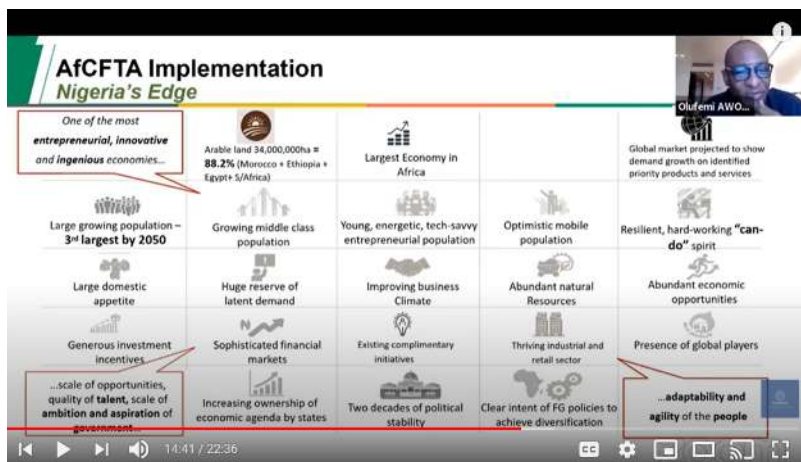 AfCFTA Implementation
Nigeria's Edge
Olufemi AWO...
One of the most
entrepreneurial, innovative
and ingenious economies...
Arable land 34,000,000ha =
88.2% (Morocco + Ethiopia +
Egypt+ S/Africa)
Largest Economy in
Africa
Global market projected to show
demand growth on identified
priority products and services
Large growing population –
3rd largest by 2050
Growing middle class
population
Young, energetic, tech-savvy
entrepreneurial population
Optimistic mobile
population
Resilient, hard-working "can-
do" spirit
Large domestic
appetite
Huge reserve of
latent demand
Improving business
Climate
Abundant natural
Resources
Abundant economic
opportunities
Generous investment
incentives
N
Sophisticated financial
markets
Existing complimentary
initiatives
Thriving industrial and
retail sector
Presence of global players
...scale of opportunities,
quality of talent, scale of
ambition and aspiration of
government...
Increasing ownership of
economic agenda by states
Two decades of political
stability
Clear intent of FG policies to
achieve diversification
...adaptability and
agility of the people
14:41 / 22:36
CC